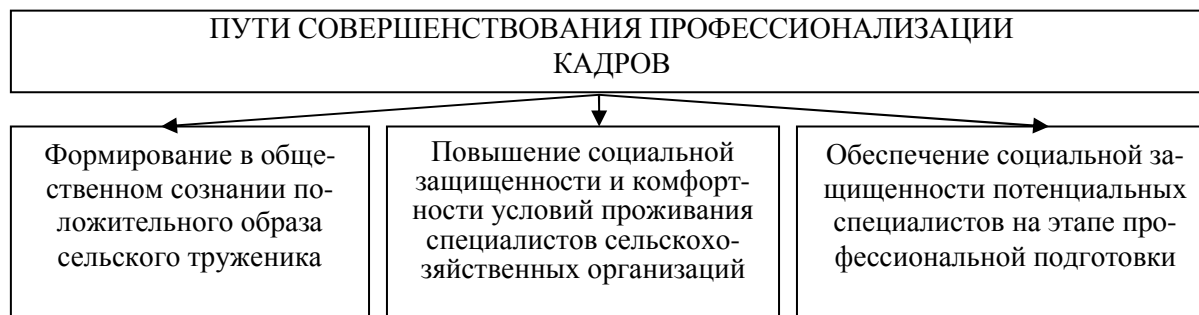 ПУТИ СОВЕРШЕНСТВОВАНИЯ ПРОФЕССИОНАЛИЗАЦИИ
КАДРОВ
Формирование в обще-
ственном сознании по-
ложительного образа
сельского труженика
Повышение социальной
защищенности и комфорт-
ности условий проживания
специалистов сельскохо-
зяйственных организаций
Обеспечение социальной за-
щищенности потенциальных
специалистов на этапе про-
фессиональной подготовки